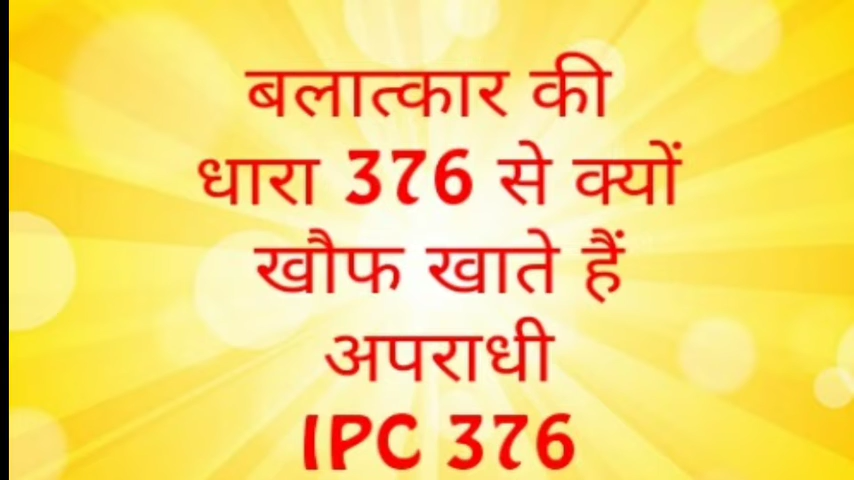 बलात्कार की
धारा 376 से क्यों
खौफ खाते हैं
अपराधी
IPC 376